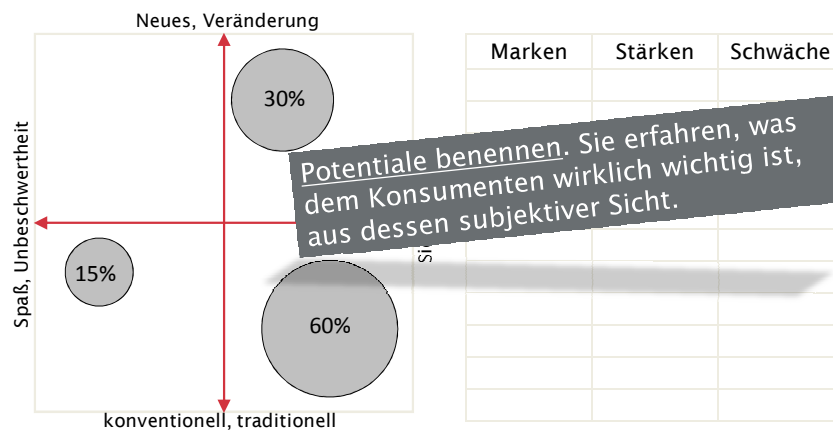 Neues, Veränderung
Marken Stärken Schwäche
30%
Potentiale benennen. Sie erfahren, was
dem Konsumenten wirklich wichtig ist,
aus dessen subjektiver Sicht.
Spaß, Unbeschwertheit
15%
60%
konventionell, traditionell